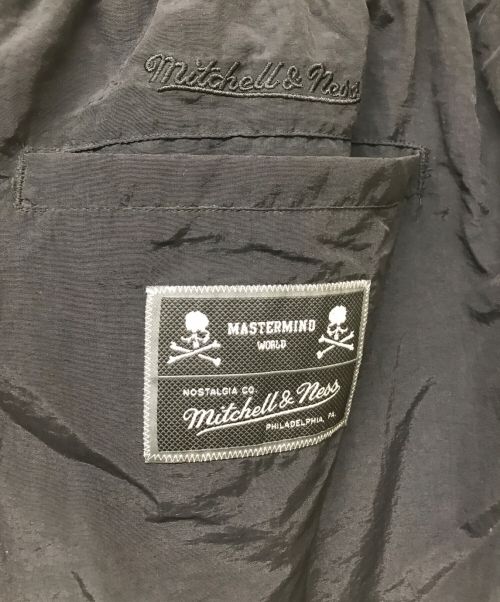 Mitchell & Ness
MASTERMIND
WORLD
NOSTALGIA CO.
Mitchell & Ness
PHILADELPHIA, PA.